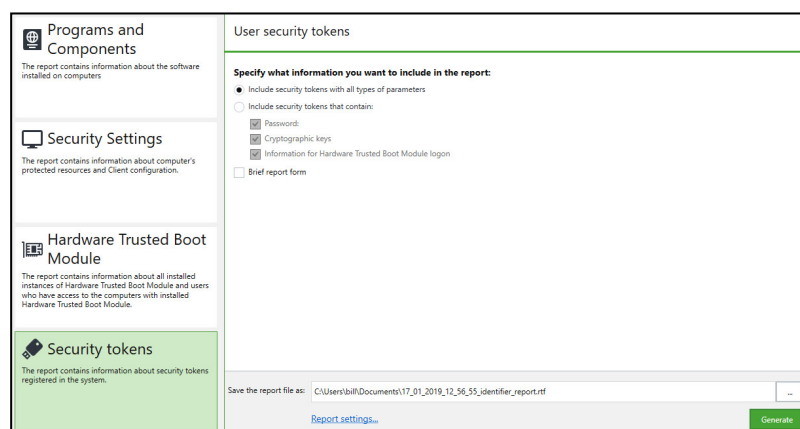 Programs and
Components
The report contains information about the software
installed on computers
Security Settings
The report contains information about computer's
protected resources and Client configuration.
Hardware Trusted Boot
Module
The report contains information about all installed
instances of Hardware Trusted Boot Module and users
who have access to the computers with installed
Hardware Trusted Boot Module.
Security tokens
The report contains information about security tokens
registered in the system.
User security tokens
Specify what information you want to include in the report:
Include security tokens with all types of parameters
Include security tokens that contain:
Password:
Cryptographic keys
Information for Hardware Trusted Boot Module logon
Brief report form
Save the report file as: C:\Users\bill\Documents\17_01_2019_12_56_55_identifier_report.rtf ...
Report settings...
Generate